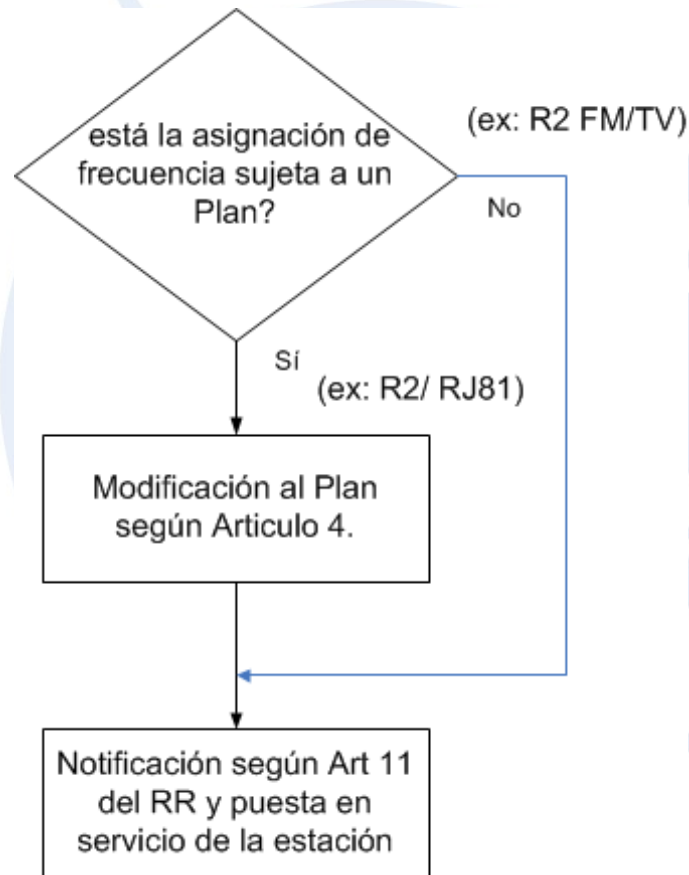 está la asignación de
frecuencia sujeta a un
Plan?
(ex: R2 FM/TV)
No
Sí
(ex: R2/ RJ81)
Modificación al Plan
según Articulo 4.
Notificación según Art 11
del RR y puesta en
servicio de la estación